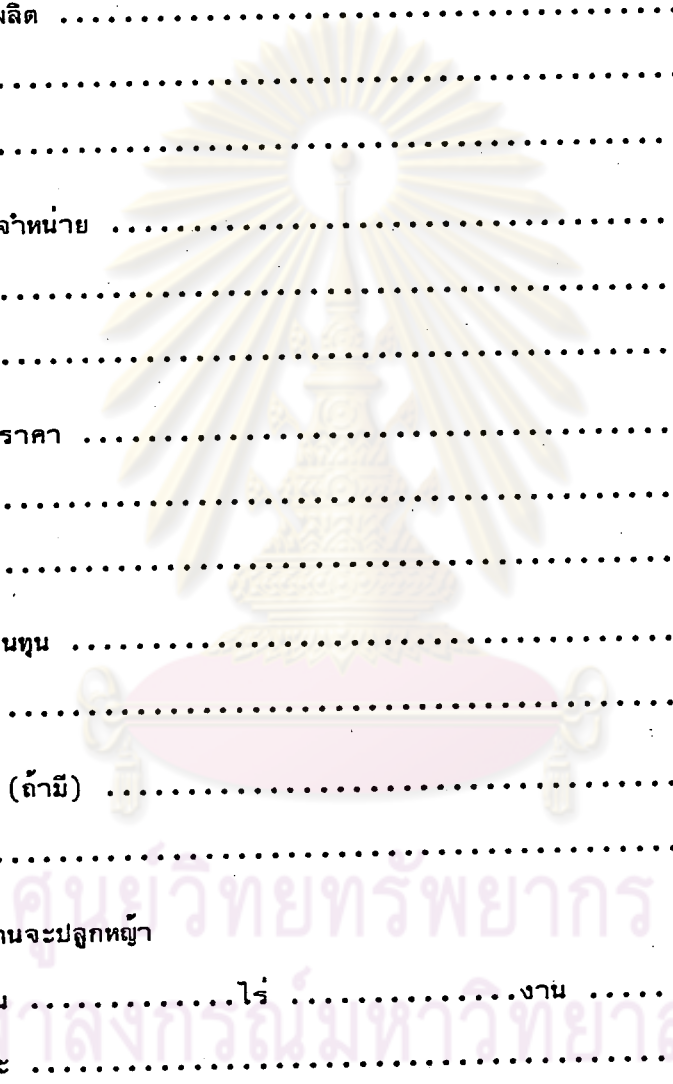 ผลิต ....................................
........................................
........................................
จำหน่าย ................................
........................................
........................................
ราคา ..................................
........................................
........................................
นทุน ...................................
........................................
(ถ้ามี) .................................
........................................
ศูนย์วิทยทรัพยากร
านจะปลูกหญ้า
.............ไร่ ..............งาน .....
าลงกรณ์มหาวิทยาล
ะ ......................................